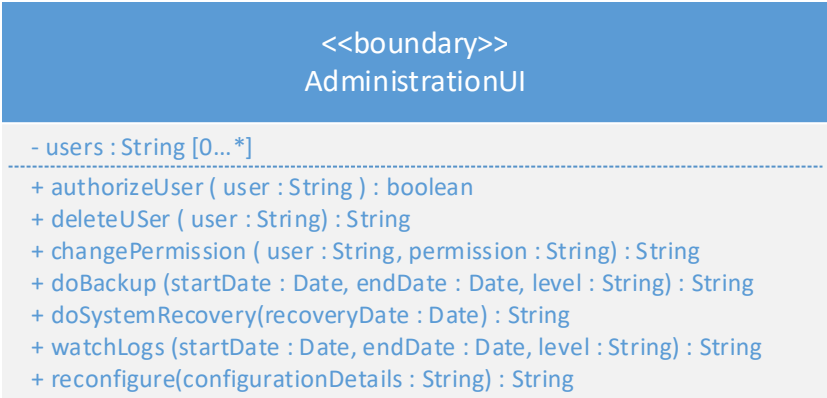 <<boundary>>
AdministrationUI
- users : String [0...*]
+ authorizeUser ( user : String ) : boolean
+ deleteUSer ( user : String) : String
+ changePermission ( user : String, permission : String) : String
+ doBackup (startDate : Date, endDate : Date, level : String) : String
+ doSystemRecovery(recoveryDate : Date) : String
+ watchLogs (startDate : Date, endDate : Date, level : String) : String
+ reconfigure(configurationDetails : String) : String